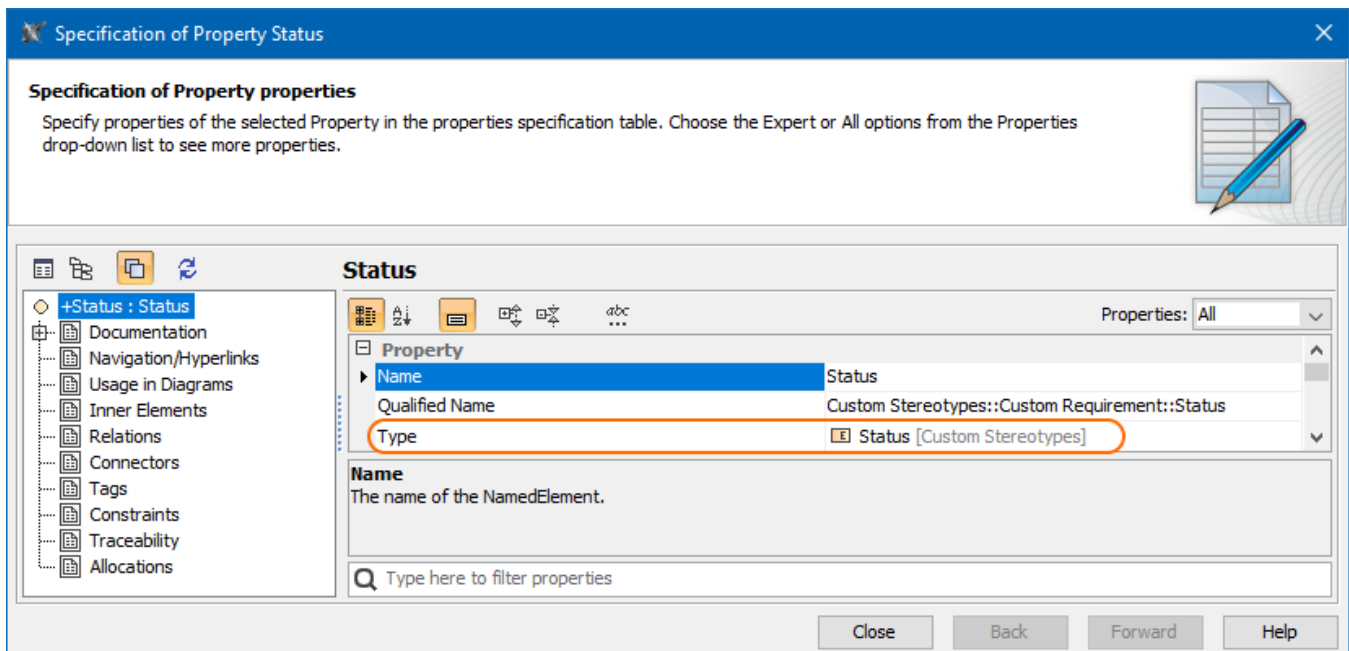 Specification of Property Status
Specification of Property properties
Specify properties of the selected Property in the properties specification table. Choose the Expert or All options from the Properties
drop-down list to see more properties.
Status
+Status : Status
Documentation
Navigation/Hyperlinks
Usage in Diagrams
Inner Elements
Relations
Connectors
Tags
Constraints
Traceability
Allocations
abc
Properties: All
Property
Name Status
Qualified Name Custom Stereotypes::Custom Requirement::Status
Type E Status [Custom Stereotypes]
Name
The name of the NamedElement.
Type here to filter properties
Close Back Forward Help